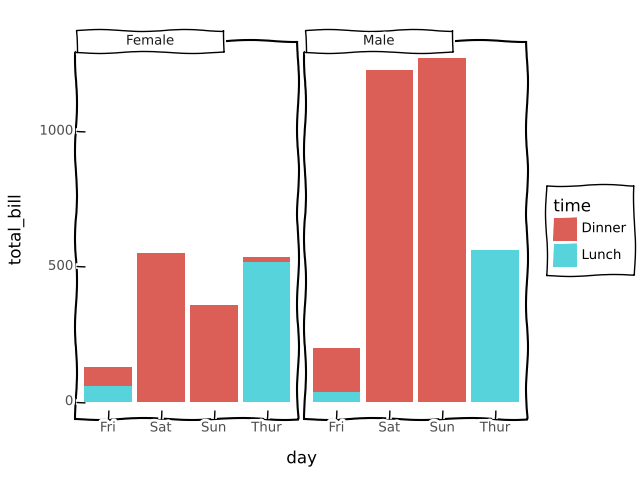 Female
Male
total_bill
1000
500
0
Fri Sat Sun Thur
Fri Sat Sun Thur
day
time
Dinner
Lunch